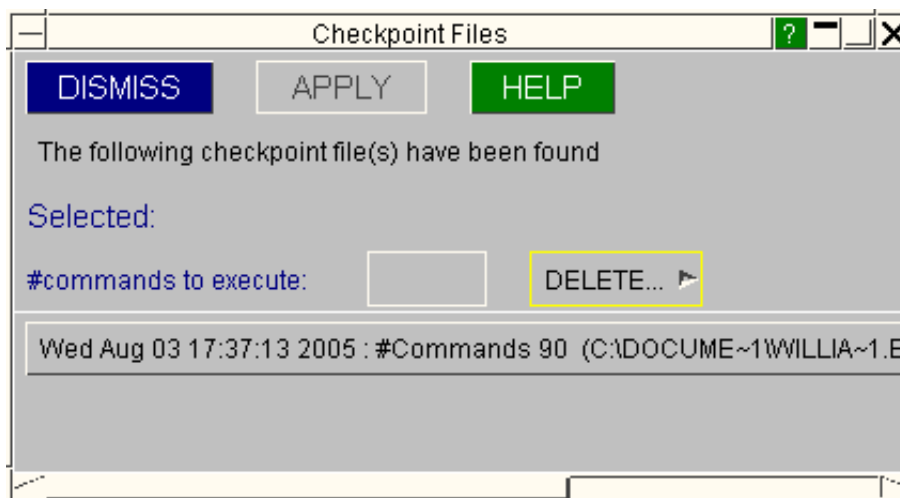 Checkpoint Files ?
DISMISS APPLY HELP
The following checkpoint file(s) have been found
Selected:
#commands to execute: DELETE...
Wed Aug 03 17:37:13 2005 : #Commands 90 (C:\DOCUME~1\WILLIA~1.E